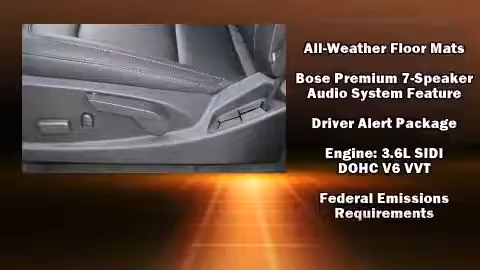 All-Weather Floor Mats
Bose Premium 7-Speaker
Audio System Feature
Driver Alert Package
Engine: 3.6L SIDI
DOHC V6 VVT
Federal Emissions
Requirements